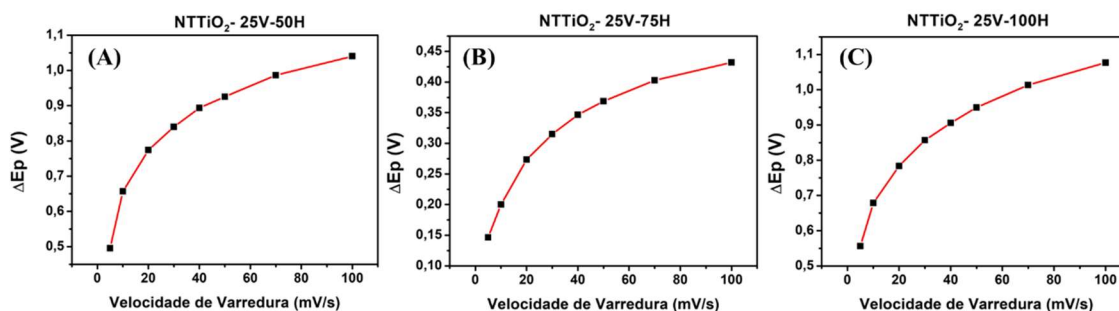 NTTiO₂- 25V-50H
(A)
1,1
1,0
0,9
0,8
0,7
0,6
0,5
ΔEp (V)
0 20 40 60 80 100
Velocidade de Varredura (mV/s)
NTTiO₂- 25V-75H
(B)
0,45
0,40
0,35
0,30
0,25
0,20
0,15
0,10
ΔEp (V)
0 20 40 60 80 100
Velocidade de Varredura (mV/s)
NTTiO₂- 25V-100H
(C)
1,1
1,0
0,9
0,8
0,7
0,6
0,5
ΔEp (V)
0 20 40 60 80 100
Velocidade de Varredura (mV/s)